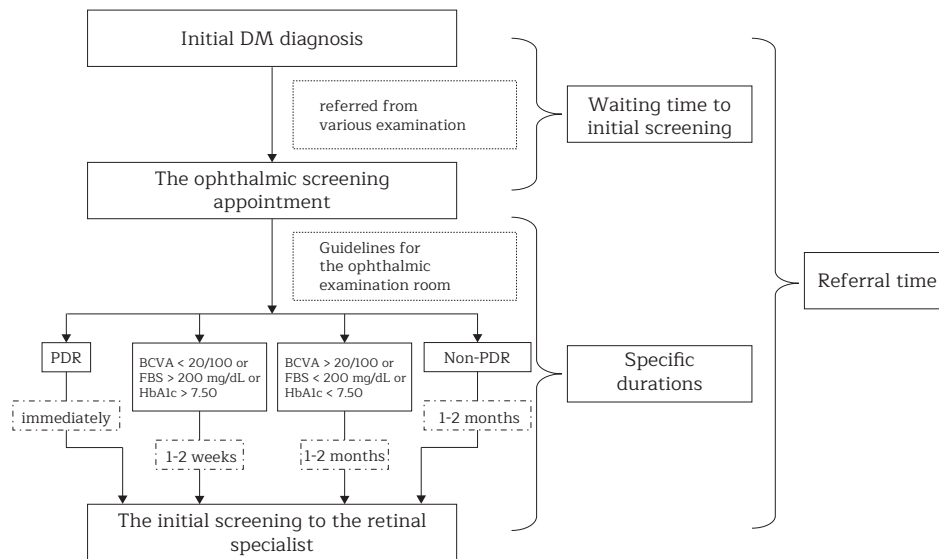 Initial DM diagnosis
referred from
various examination
Waiting time to
initial screening
The ophthalmic screening
appointment
Guidelines for
the ophthalmic
examination room
Referral time
PDR
BCVA < 20/100 or
FBS > 200 mg/dL or
HbA1c > 7.50
BCVA > 20/100 or
FBS < 200 mg/dL or
HbA1c < 7.50
Non-PDR
Specific
durations
immediately
1-2 weeks
1-2 months
1-2 months
The initial screening to the retinal
specialist